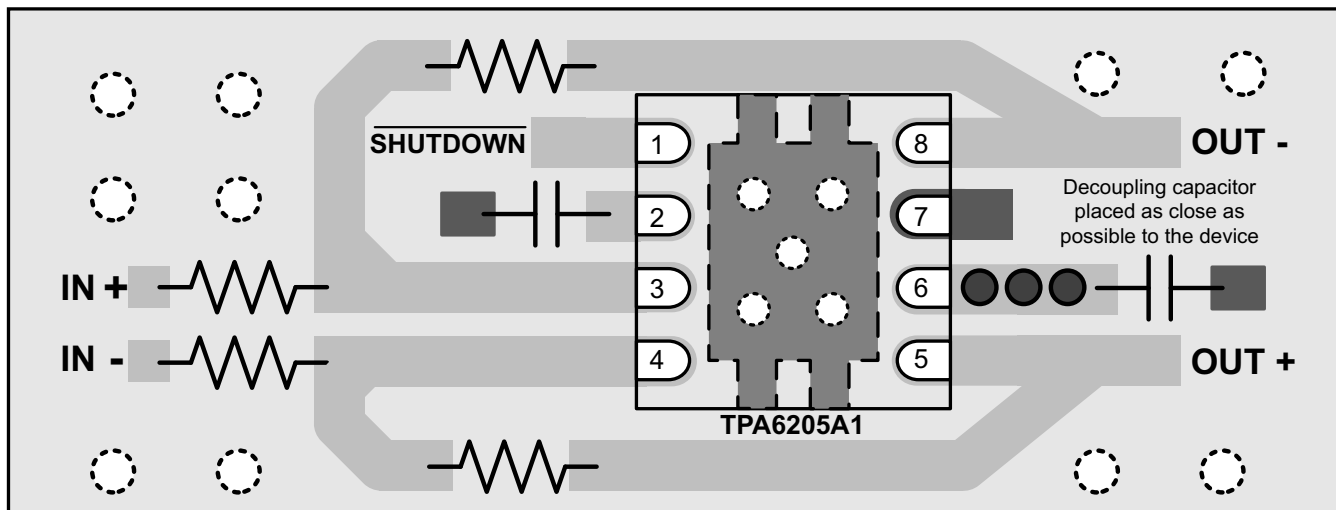 SHUTDOWN
1
8
OUT -
2
7
Decoupling capacitor
placed as close as
possible to the device
IN +
3
6
IN -
4
5
OUT +
TPA6205A1